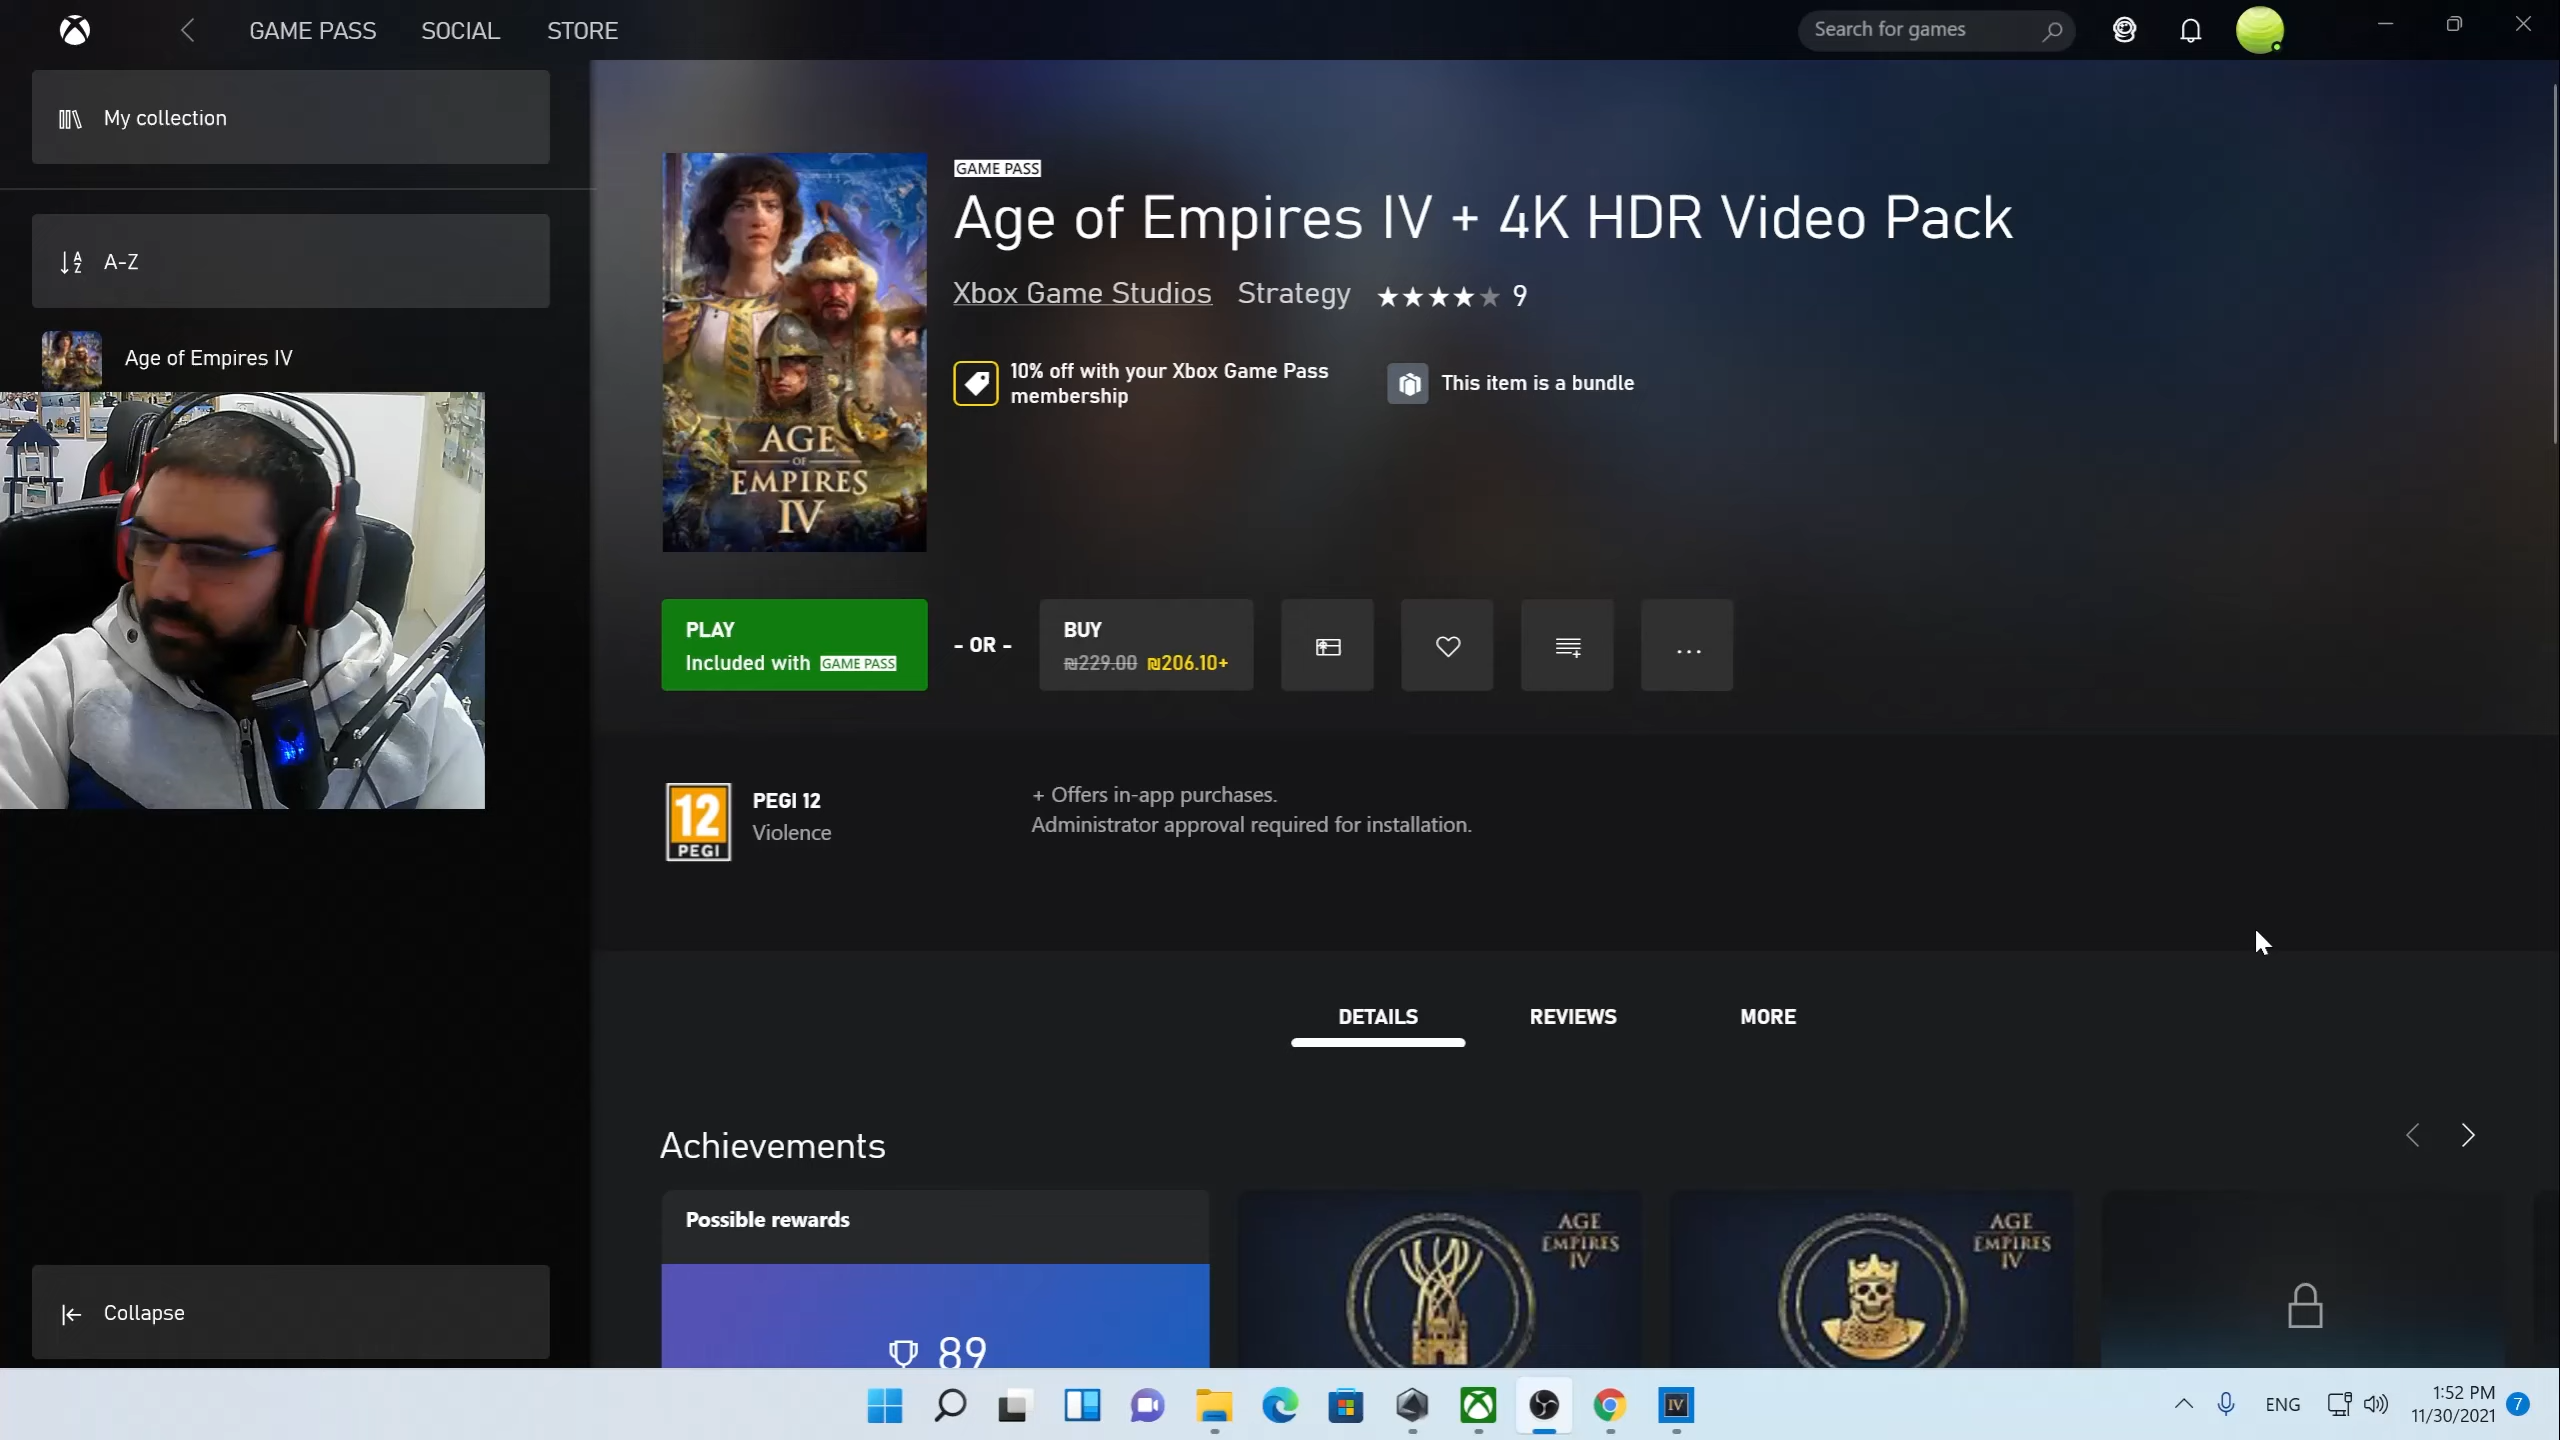 GAME PASS
SOCIAL
STORE
Search for games
My collection
A-Z
Age of Empires IV
GAME PASS
Age of Empires IV + 4K HDR Video Pack
Xbox Game Studios Strategy 9
10% off with your Xbox Game Pass
membership
This item is a bundle
AGE
OF
EMPIRES
IV
PLAY
Included with GAME PASS
- OR -
BUY
₪229.00 ₪206.10+
...
12
PEGI
PEGI 12
Violence
+ Offers in-app purchases.
Administrator approval required for installation.
DETAILS
REVIEWS
MORE
Achievements
Possible rewards
89
AGE
EMPIRES
IV
AGE
EMPIRES
IV
Collapse
IV
ENG
1:52 PM
11/30/2021
7